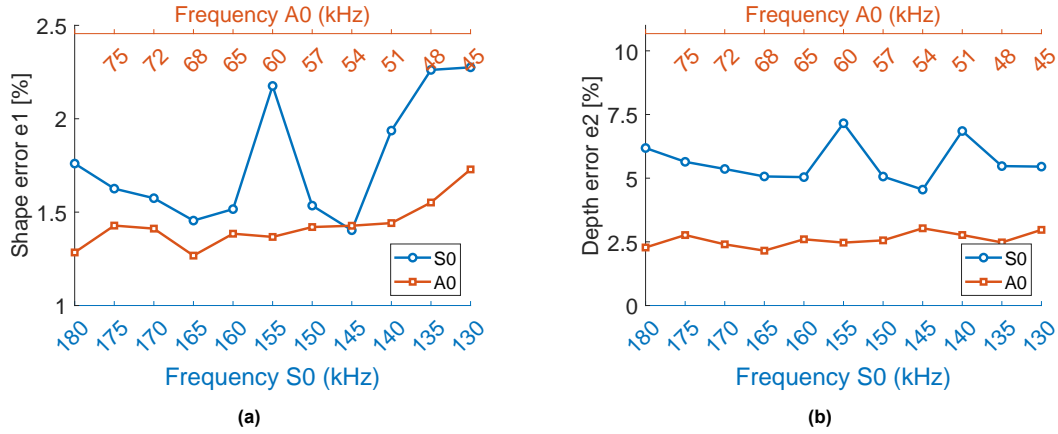 Frequency A0 (kHz)
75 72 68 65 60 57 54 51 48 45
2.5
2
1.5
1
Shape error e1 [%]
S0
A0
180 175 170 165 160 155 150 145 140 135 130
Frequency S0 (kHz)
(a)
Frequency A0 (kHz)
75 72 68 65 60 57 54 51 48 45
10
7.5
5
2.5
0
Depth error e2 [%]
S0
A0
180 175 170 165 160 155 150 145 140 135 130
Frequency S0 (kHz)
(b)